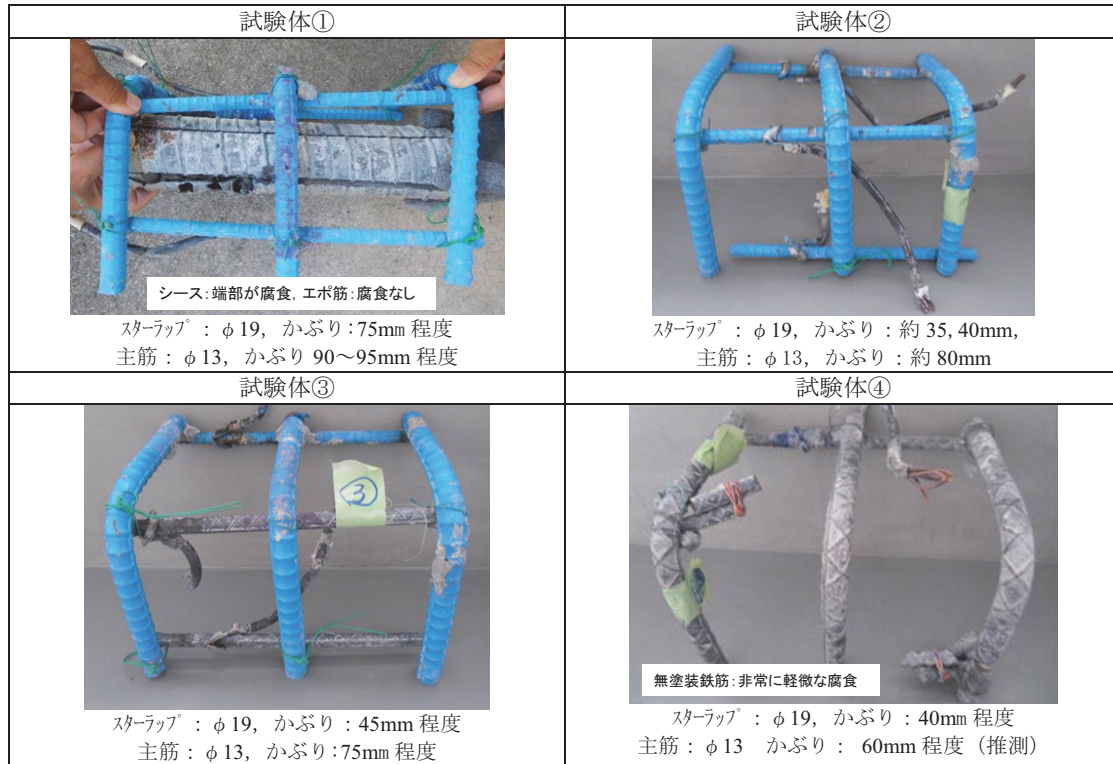 試験体①
試験体②
シース：端部が腐食，エポ筋：腐食なし
ｽﾀｰﾗｯﾌﾟ : φ19, かぶり：75mm 程度
主筋 : φ13, かぶり 90～95mm 程度
ｽﾀｰﾗｯﾌﾟ : φ19, かぶり : 約 35, 40mm,
主筋 : φ13, かぶり : 約 80mm
試験体③
試験体④
③
無塗装鉄筋：非常に軽微な腐食
ｽﾀｰﾗｯﾌﾟ : φ19, かぶり : 45mm 程度
主筋 : φ13, かぶり：75mm 程度
ｽﾀｰﾗｯﾌﾟ : φ19, かぶり : 40mm 程度
主筋 : φ13 かぶり : 60mm 程度（推測）